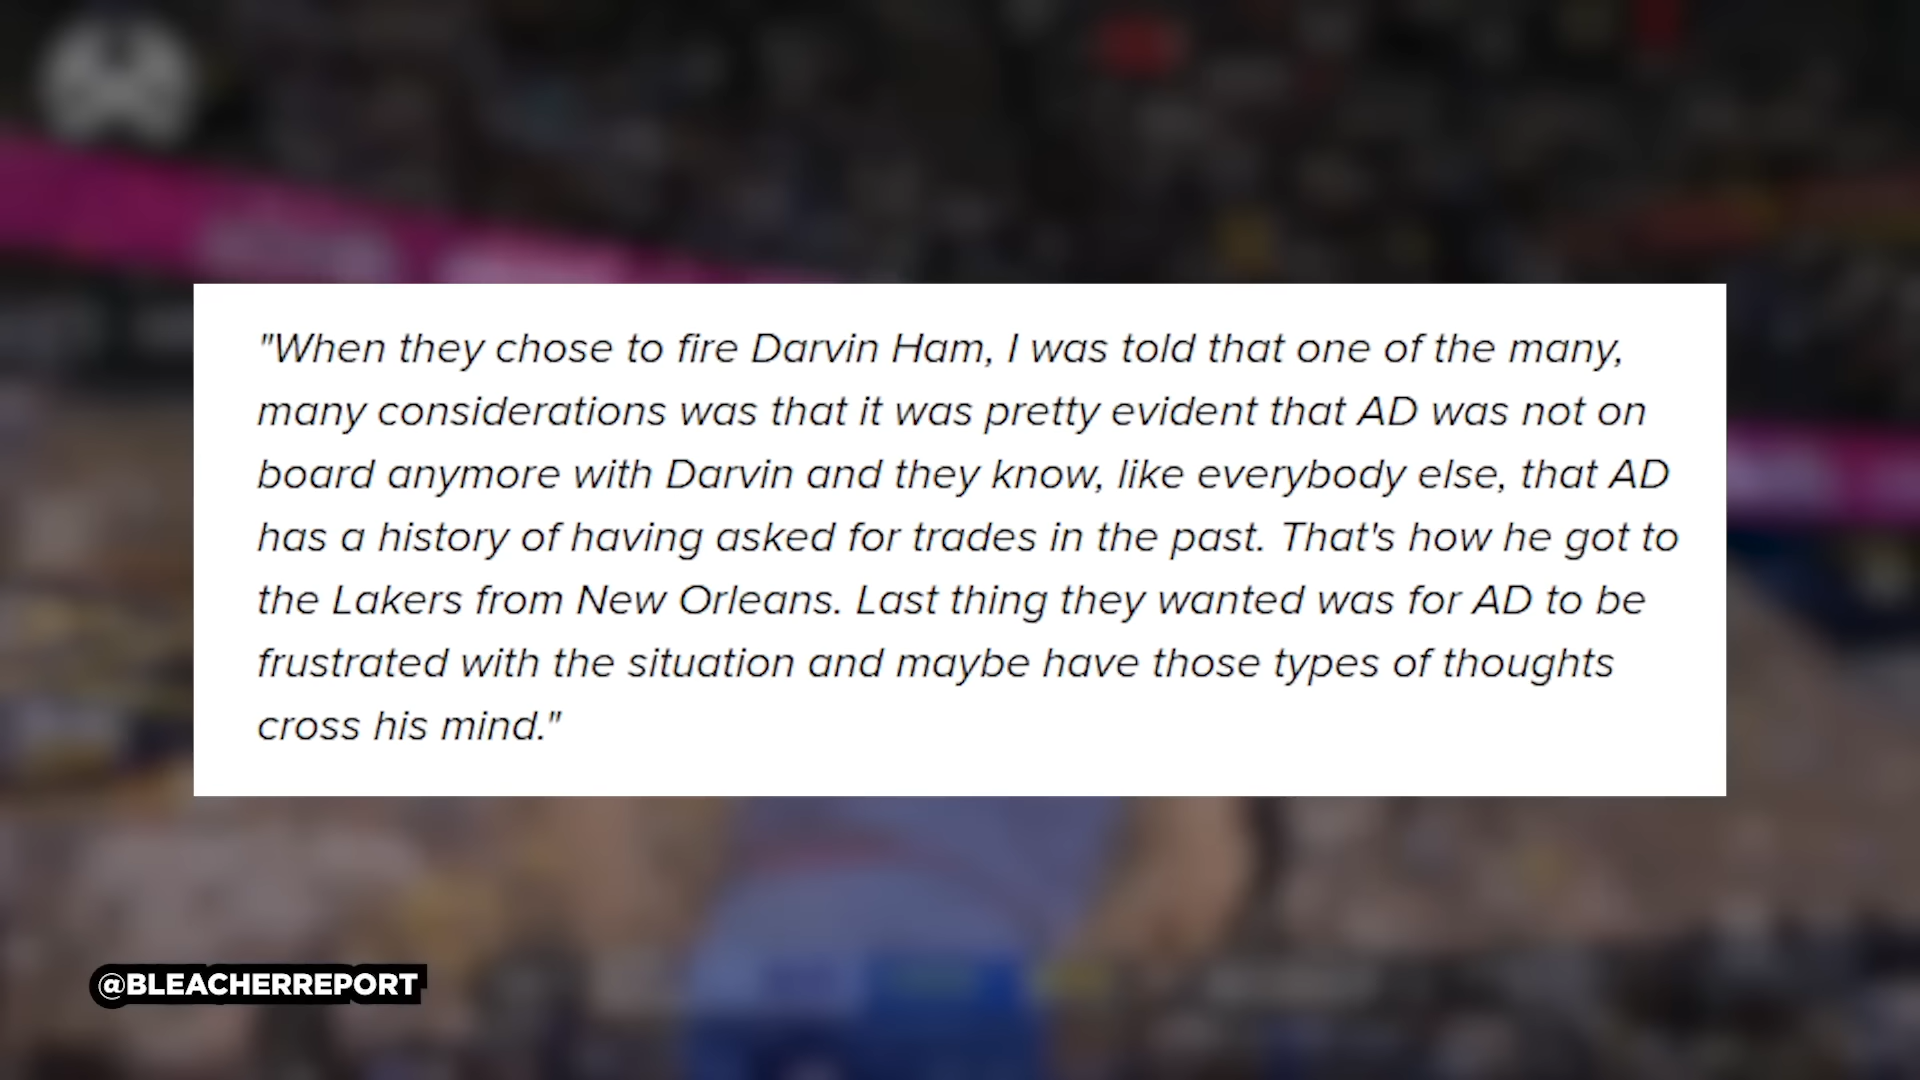 "When they chose to fire Darvin Ham, I was told that one of the many,
many considerations was that it was pretty evident that AD was not on
board anymore with Darvin and they know, like everybody else, that AD
has a history of having asked for trades in the past. That's how he got to
the Lakers from New Orleans. Last thing they wanted was for AD to be
frustrated with the situation and maybe have those types of thoughts
cross his mind."
@BLEACHERREPORT